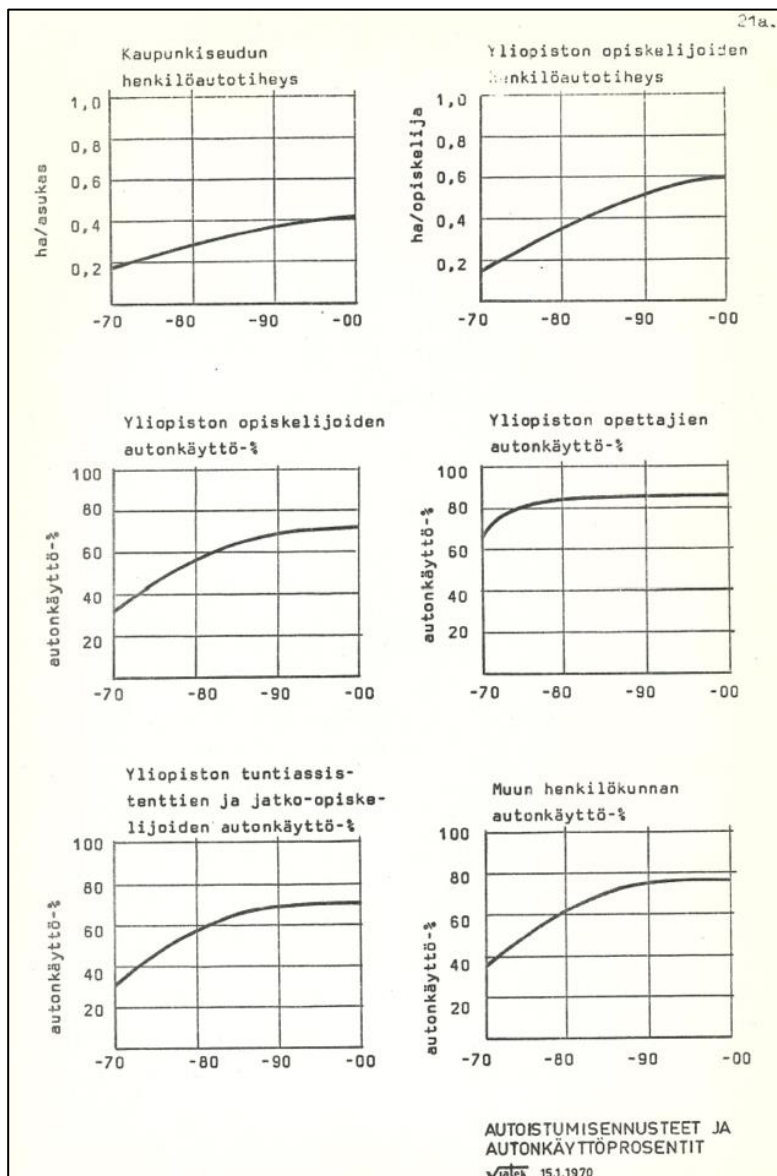 21a.
Kaupunkiseudun
henkilöautotiheys
ha/asukas
1,0
0,8
0,6
0,4
0,2
-70 -80 -90 -00
Yliopiston opiskelijoiden
henkilöautotiheys
ha/opiskelija
1,0
0,8
0,6
0,4
0,2
-70 -80 -90 -00
Yliopiston opiskelijoiden
autonkäyttö-%
autonkäyttö-%
100
80
60
40
20
-70 -80 -90 -00
Yliopiston opettajien
autonkäyttö-%
autonkäyttö-%
100
80
60
40
20
-70 -80 -90 -00
Yliopiston tuntiassis-
tenttien ja jatko-opiske-
lijoiden autonkäyttö-%
autonkäyttö-%
100
80
60
40
20
-70 -80 -90 -00
Muun henkilökunnan
autonkäyttö-%
autonkäyttö-%
100
80
60
40
20
-70 -80 -90 -00
AUTOISTUMISENNUSTEET JA
AUTONKÄYTTÖPROSENTIT
15.1.1970